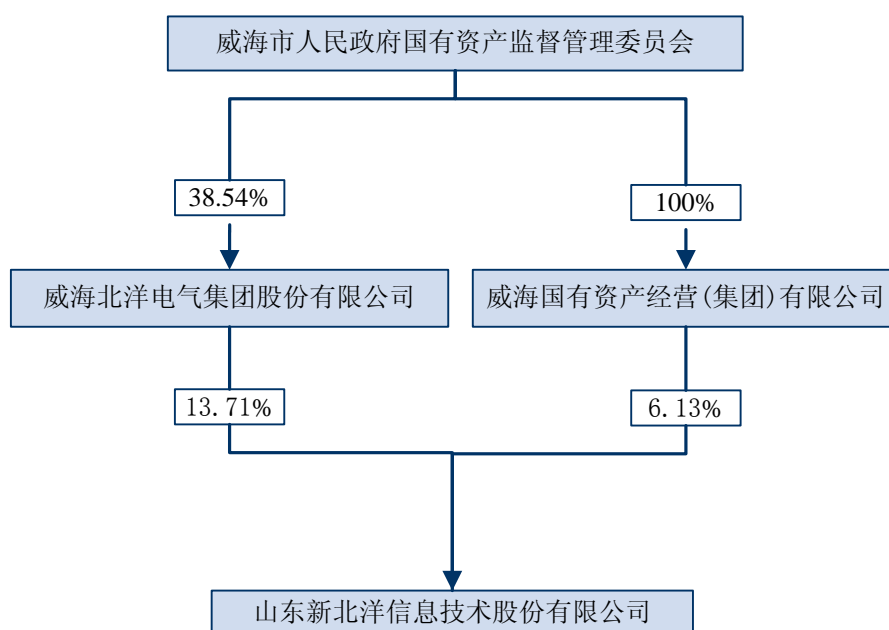 威海市人民政府国有资产监督管理委员会
38.54%
100%
威海北洋电气集团股份有限公司
威海国有资产经营(集团)有限公司
13.71%
6.13%
山东新北洋信息技术股份有限公司